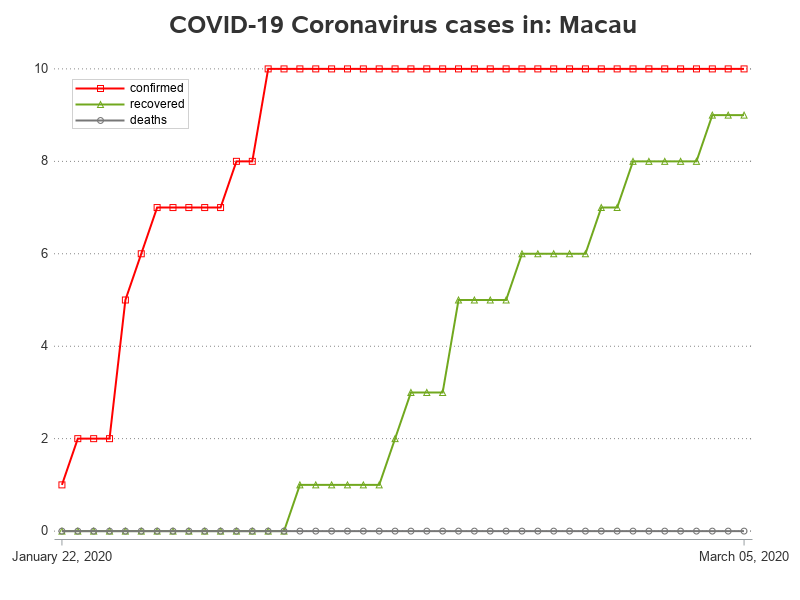 COVID-19 Coronavirus cases in: Macau
10
confirmed
recovered
deaths
8
6
4
2
0
January 22, 2020
March 05, 2020